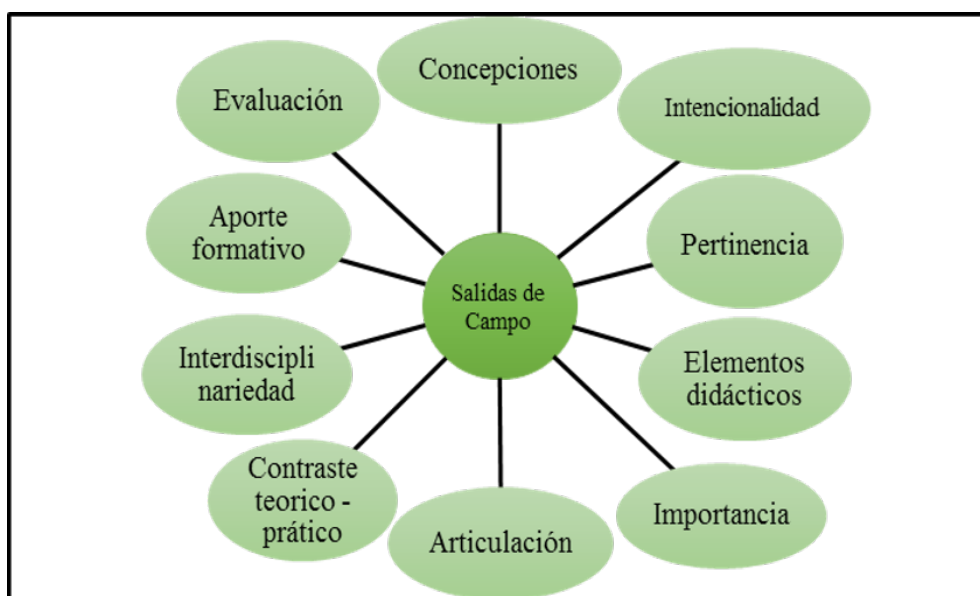 Concepciones
Intencionalidad
Pertinencia
Elementos
didácticos
Importancia
Articulación
Contraste
teorico -
prático
Interdiscipli
nariedad
Aporte
formativo
Evaluación
Salidas de
Campo